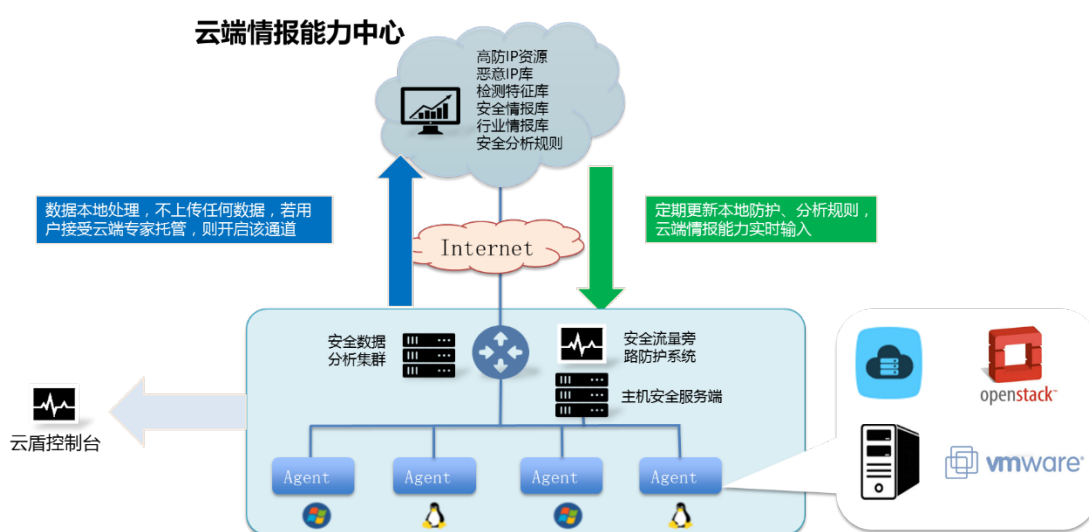 云端情报能力中心
高防IP资源
恶意IP库
检测特征库
安全情报库
行业情报库
安全分析规则
数据本地处理，不上传任何数据，若用
户接受云端专家托管，则开启该通道
定期更新本地防护、分析规则，
云端情报能力实时输入
Internet
安全数据
分析集群
安全流量旁
路防护系统
主机安全服务端
openstack™
云盾控制台
Agent
Agent
Agent
Agent
vmware®